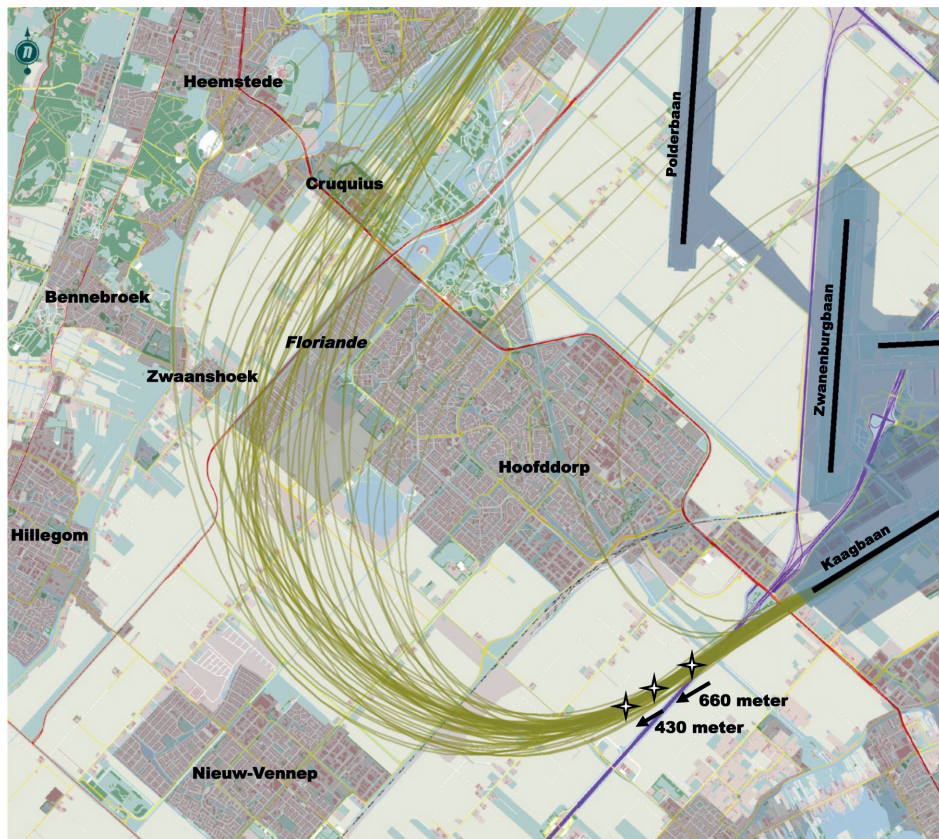 n
Heemstede
Polderbaan
Cruquius
Bennebroek
Floriande
Zwaanshoek
Zwanenburgbaan
Hoofddorp
Hillegom
Kaagbaan
660 meter
430 meter
Nieuw-Vennep